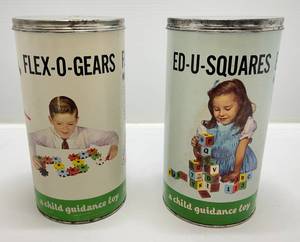 FLEX-O-GEARS
a child guidance toy
ED-U-SQUARES
a child guidance toy